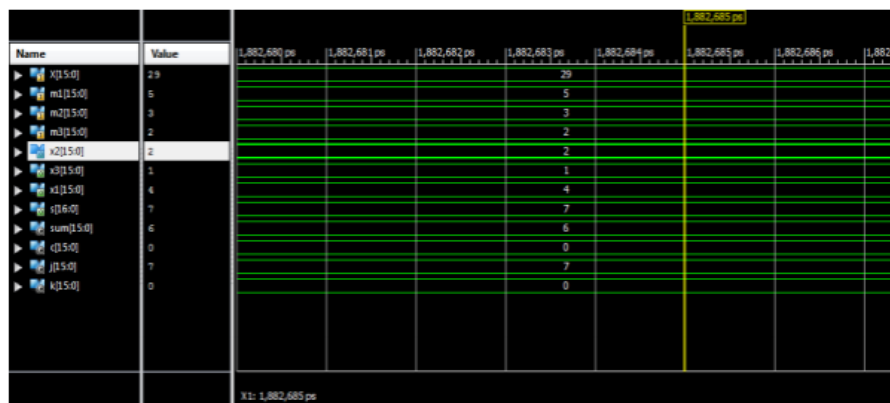 1,882,685 ps
Name Value 1,882,680 ps 1,882,681 ps 1,882,682 ps 1,882,683 ps 1,882,684 ps 1,882,685 ps 1,882,686 ps 1,882
X[15:0] 29 29
m1[15:0] 5 5
m2[15:0] 3 3
m3[15:0] 2 2
x2[15:0] 2 2
x3[15:0] 1 1
x1[15:0] 4 4
s[16:0] 7 7
sum[15:0] 6 6
c[15:0] 0 0
j[15:0] 7 7
k[15:0] 0 0
X1: 1,882,685 ps